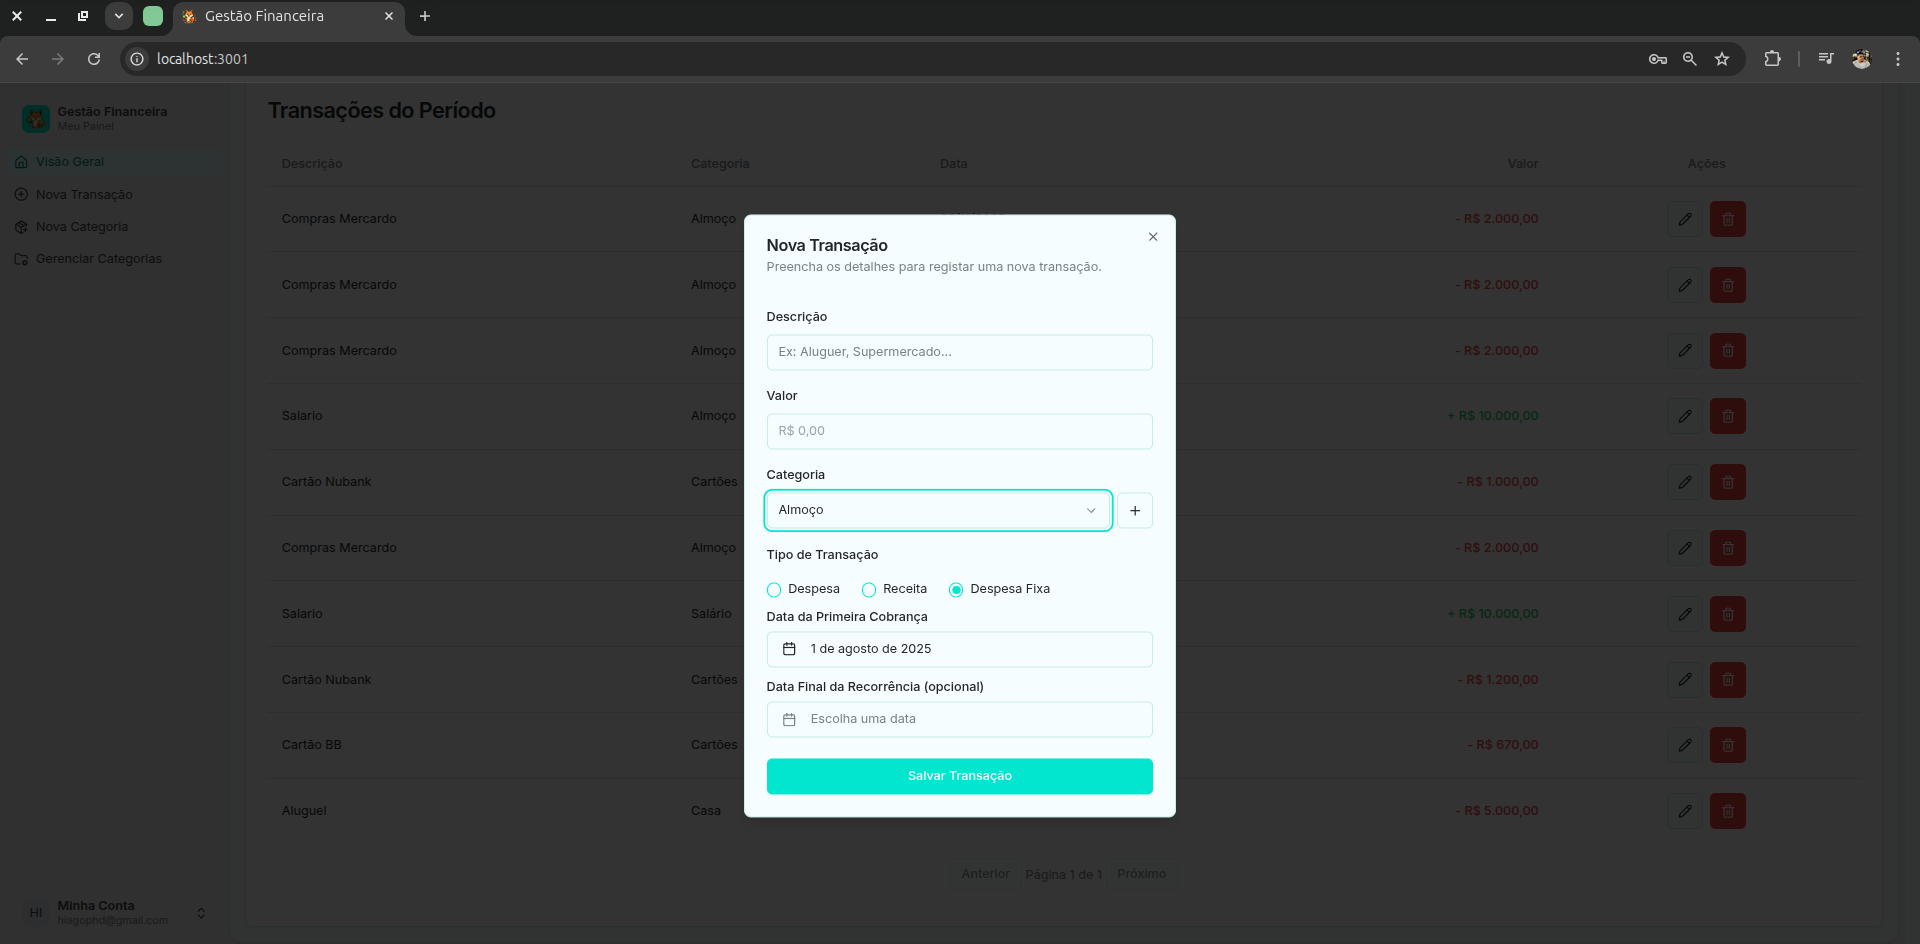 Gestão Financeira
localhost:3001
Gestão Financeira
Meu Painel
Visão Geral
Nova Transação
Nova Categoria
Gerenciar Categorias
HI
Minha Conta
hiagophd@gmail.com
Transações do Período
Descrição Categoria Data Valor Ações
Compras Mercardo Almoço - R$ 2.000,00
Compras Mercardo Almoço - R$ 2.000,00
Compras Mercardo Almoço - R$ 2.000,00
Salario Almoço + R$ 10.000,00
Cartão Nubank Cartões - R$ 1.000,00
Compras Mercardo Almoço - R$ 2.000,00
Salario Salário + R$ 10.000,00
Cartão Nubank Cartões - R$ 1.200,00
Cartão BB Cartões - R$ 670,00
Aluguel Casa - R$ 5.000,00
Anterior Página 1 de 1 Próximo
Nova Transação
Preencha os detalhes para registar uma nova transação.
Descrição
Ex: Aluguer, Supermercado...
Valor
R$ 0,00
Categoria
Almoço
Tipo de Transação
Despesa Receita Despesa Fixa
Data da Primeira Cobrança
1 de agosto de 2025
Data Final da Recorrência (opcional)
Escolha uma data
Salvar Transação